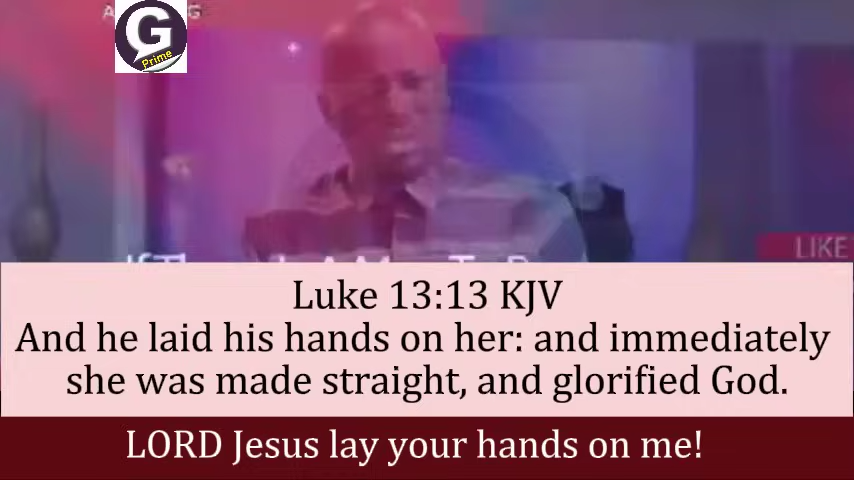 G
Prime
LIKE
Luke 13:13 KJV
And he laid his hands on her: and immediately
she was made straight, and glorified God.
LORD Jesus lay your hands on me!